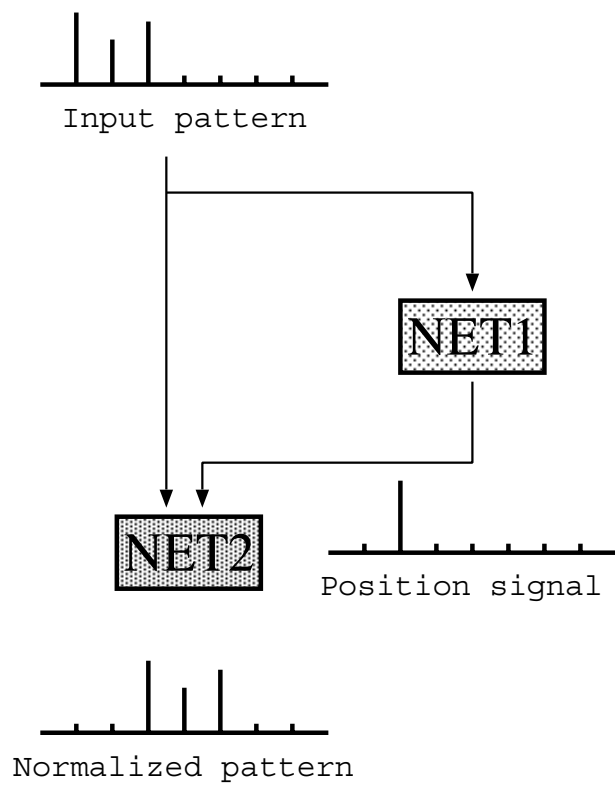 Input pattern
NET1
NET2
Position signal
Normalized pattern